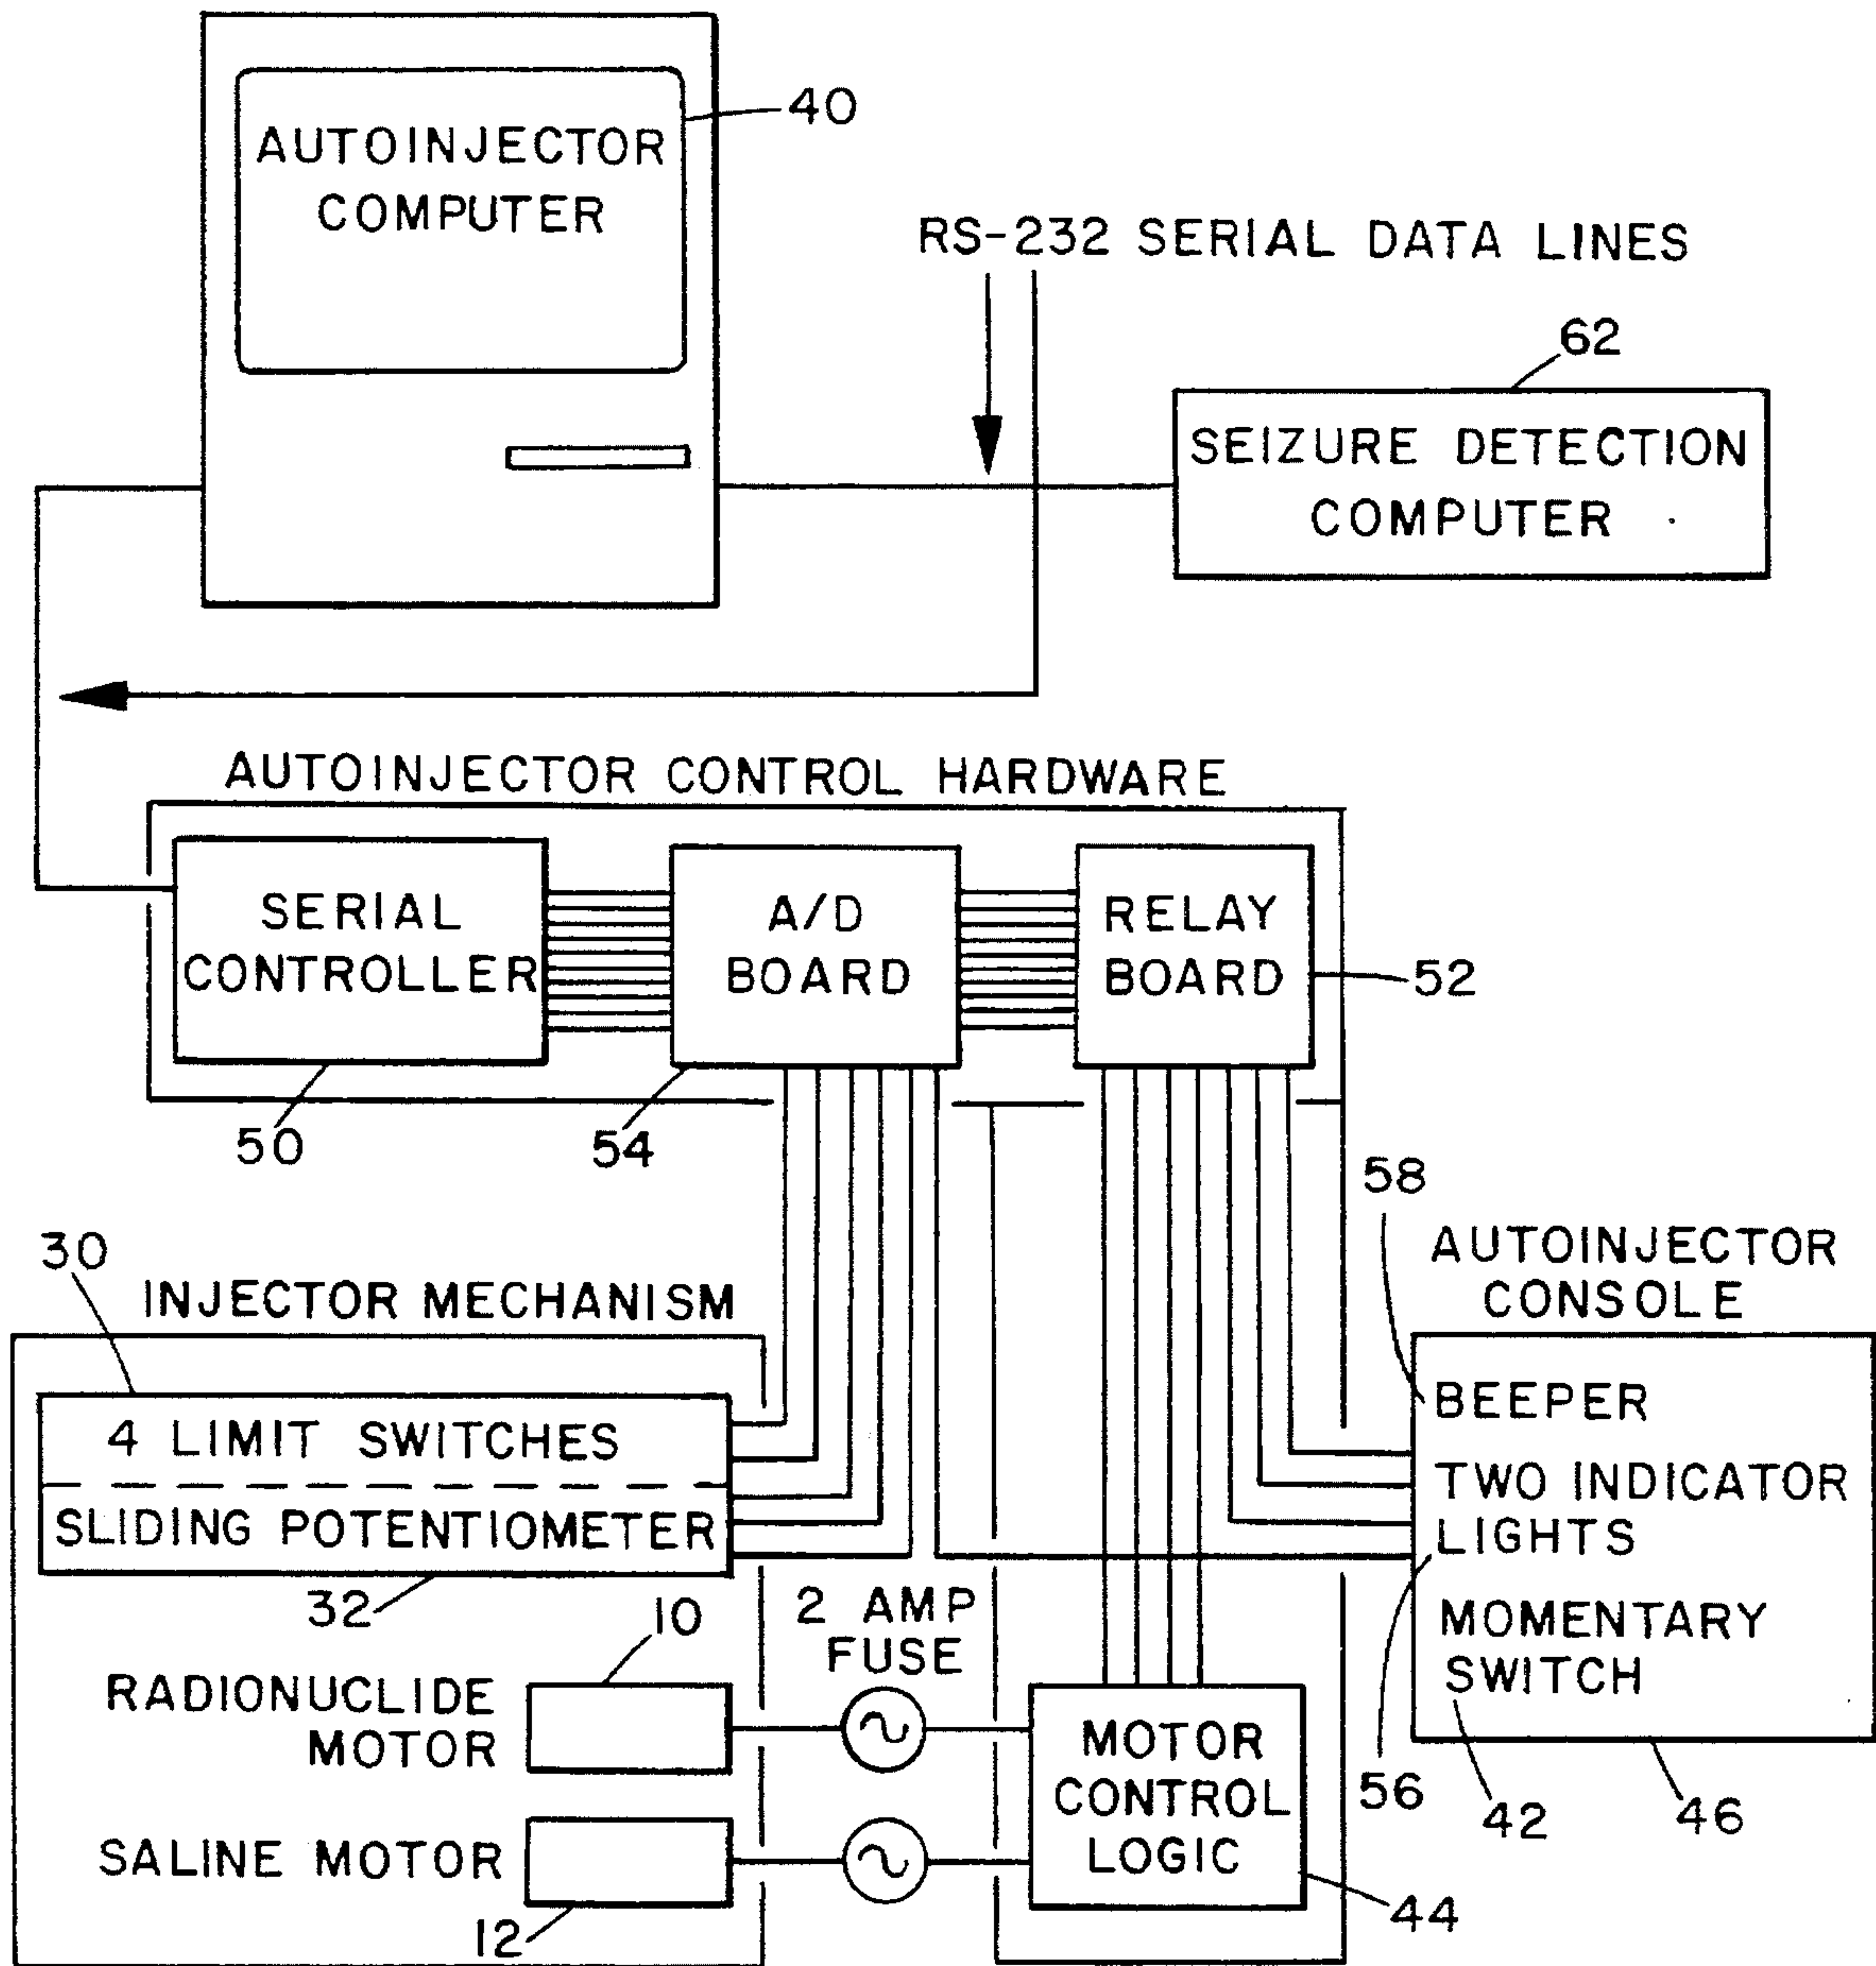 AUTOINJECTOR
COMPUTER
40
RS-232 SERIAL DATA LINES
62
SEIZURE DETECTION
COMPUTER
AUTOINJECTOR CONTROL HARDWARE
SERIAL
CONTROLLER
A/D
BOARD
RELAY
BOARD
52
50
54
58
30
INJECTOR MECHANISM
AUTOINJECTOR
CONSOLE
4 LIMIT SWITCHES
SLIDING POTENTIOMETER
32
BEEPER
TWO INDICATOR
LIGHTS
MOMENTARY
SWITCH
10
2 AMP
FUSE
RADIONUCLIDE
MOTOR
MOTOR
CONTROL
LOGIC
56
42
46
SALINE MOTOR
12
44